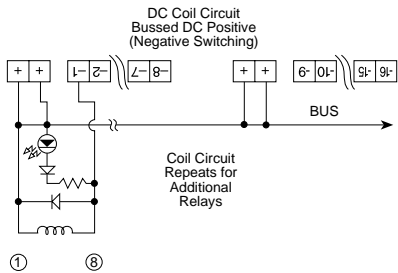 DC Coil Circuit
Bussed DC Positive
(Negative Switching)
+ + -1 -2 -7 -8 + + -9 -10 -15 -16
BUS
Coil Circuit
Repeats for
Additional
Relays
1 8